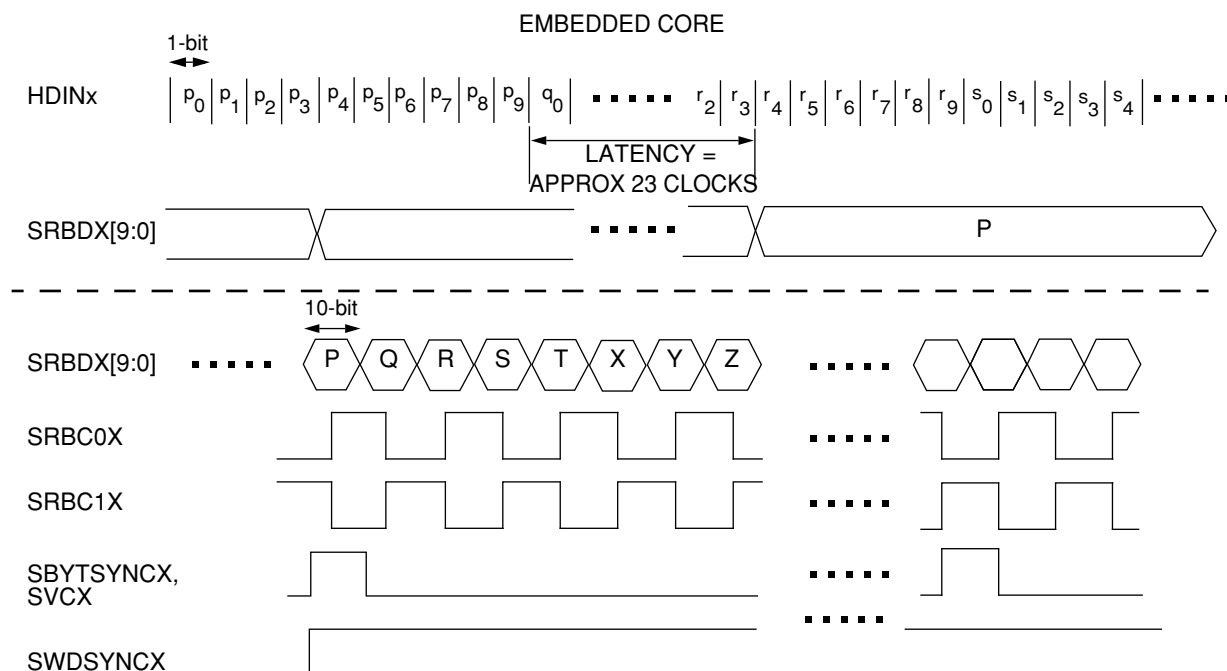 EMBEDDED CORE
1-bit
HDINx p0 p1 p2 p3 p4 p5 p6 p7 p8 p9 q0 r2 r3 r4 r5 r6 r7 r8 r9 s0 s1 s2 s3 s4
LATENCY =
APPROX 23 CLOCKS
SRBDX[9:0] P
10-bit
SRBDX[9:0] P Q R S T X Y Z
SRBC0X
SRBC1X
SBYTSYNCX,
SVCX
SWDSYNCX